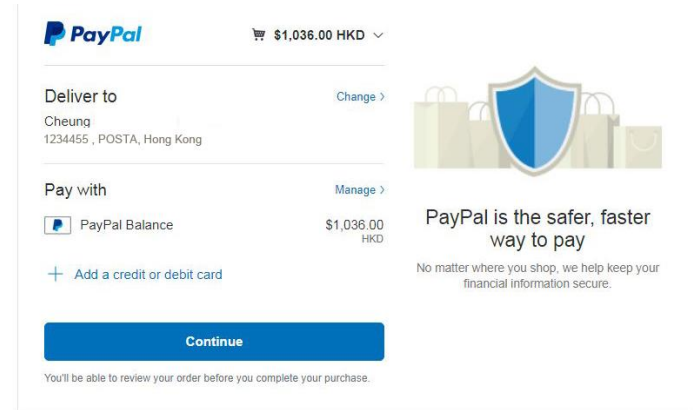 PayPal
$1,036.00 HKD
Deliver to
Change >
Cheung
1234455 , POSTA, Hong Kong
Pay with
Manage >
PayPal Balance
$1,036.00
HKD
+ Add a credit or debit card
Continue
You'll be able to review your order before you complete your purchase.
PayPal is the safer, faster
way to pay
No matter where you shop, we help keep your
financial information secure.